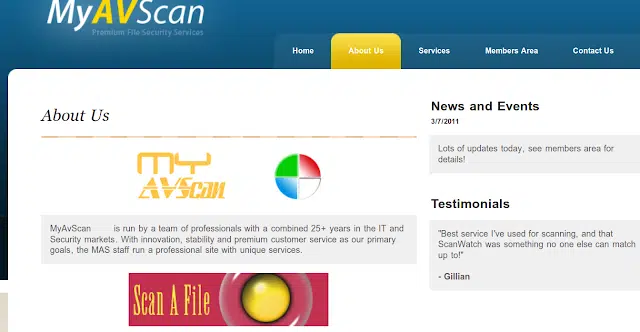 MyAVScan
Premium File Security Services
Home
About Us
Services
Members Area
Contact Us
About Us
MY
AVScan
MyAvScan is run by a team of professionals with a combined 25+ years in the IT and
Security markets. With innovation, stability and premium customer service as our primary
goals, the MAS staff run a professional site with unique services.
Scan A File
News and Events
3/7/2011
Lots of updates today, see members area for
details!
Testimonials
"Best service I've used for scanning, and that
ScanWatch was something no one else can match
up to!"
- Gillian